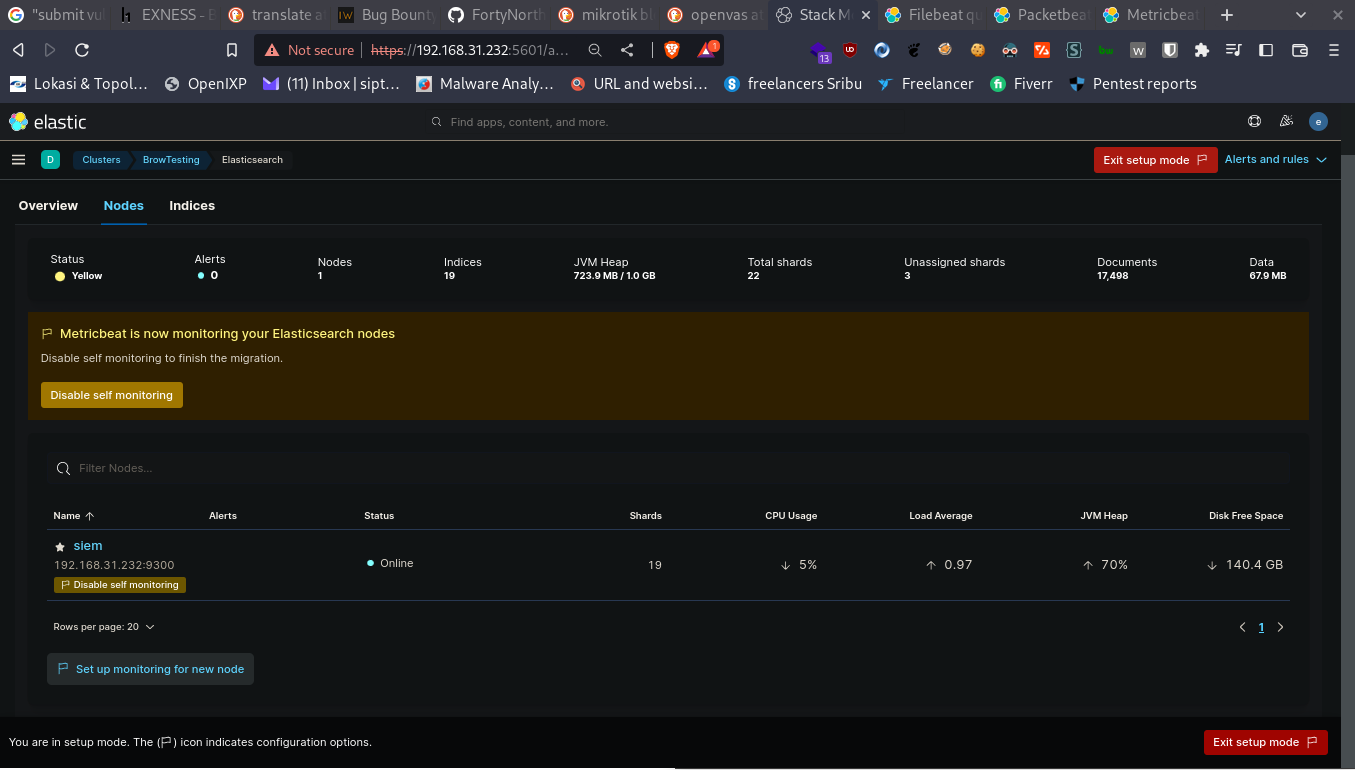 "submit vul
EXNESS - B
translate at
Bug Bounty
FortyNorth
mikrotik bl
openvas at
Stack M
Filebeat qu
Packetbeat
Metricbeat
Not secure
https://192.168.31.232:5601/a...
1
13
Lokasi & Topol...
OpenIXP
(11) Inbox | sipt...
Malware Analy...
URL and websi...
freelancers Sribu
Freelancer
Fiverr
Pentest reports
elastic
Find apps, content, and more.
e
D
Clusters
BrowTesting
Elasticsearch
Exit setup mode
Alerts and rules
Overview
Nodes
Indices
Status
Yellow
Alerts
0
Nodes
1
Indices
19
JVM Heap
723.9 MB / 1.0 GB
Total shards
22
Unassigned shards
3
Documents
17,498
Data
67.9 MB
Metricbeat is now monitoring your Elasticsearch nodes
Disable self monitoring to finish the migration.
Disable self monitoring
Filter Nodes...
Name
Alerts
Status
Shards
CPU Usage
Load Average
JVM Heap
Disk Free Space
siem
192.168.31.232:9300
Disable self monitoring
Online
19
5%
0.97
70%
140.4 GB
Rows per page: 20
1
Set up monitoring for new node
You are in setup mode. The ( ) icon indicates configuration options.
Exit setup mode